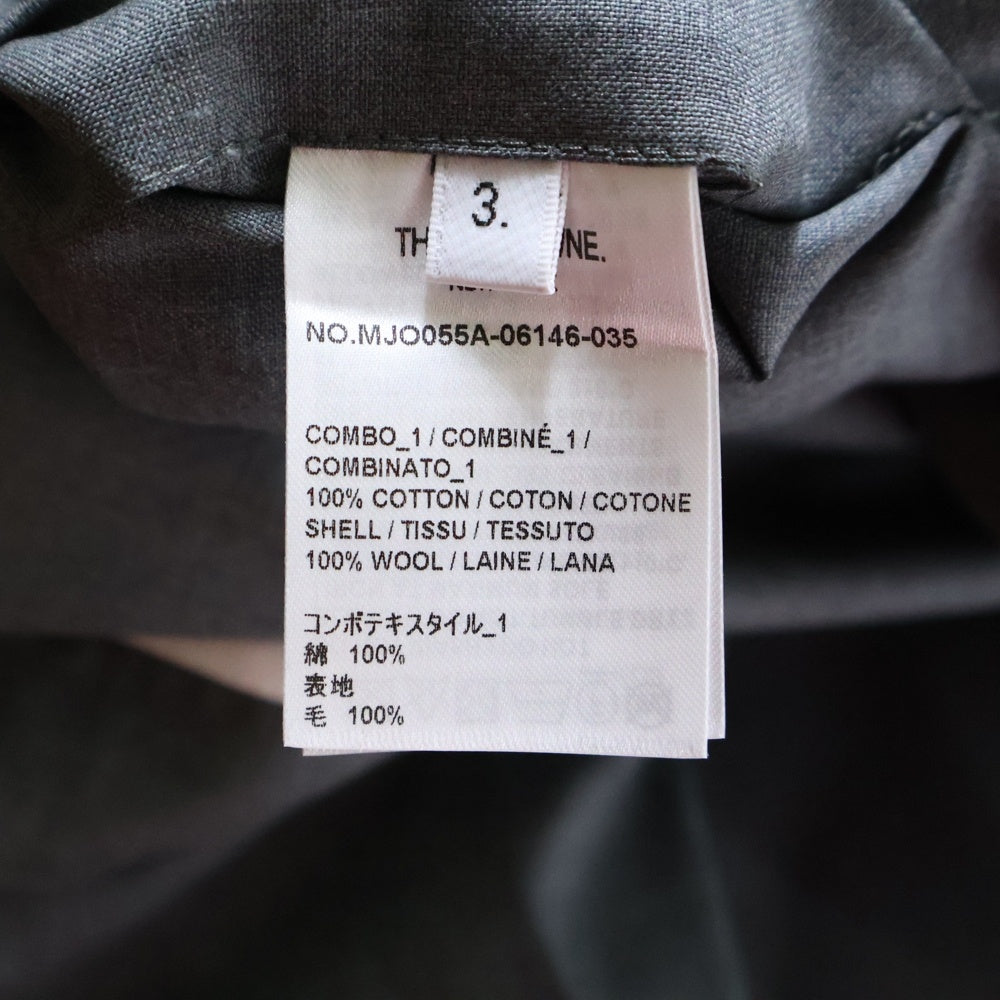 3.
NO.MJO055A-06146-035
COMBO_1 / COMBINÉ_1 /
COMBINATO_1
100% COTTON / COTON / COTONE
SHELL / TISSU / TESSUTO
100% WOOL / LAINE / LANA
コンボテキスタイル_1
綿 100%
表地
毛 100%